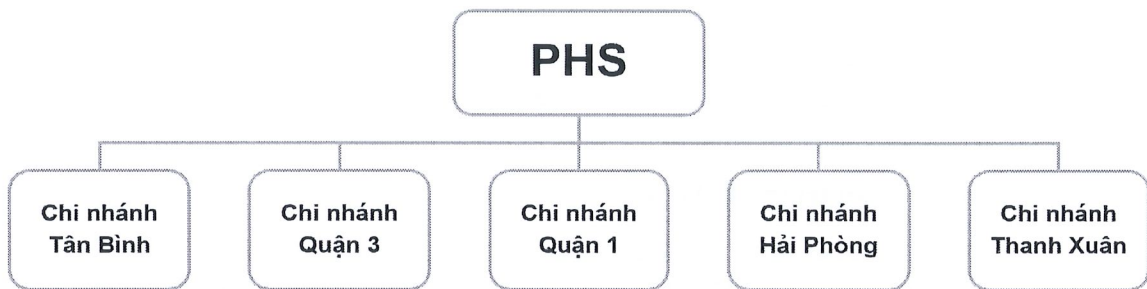 PHS
Chi nhánh
Tân Bình
Chi nhánh
Quận 3
Chi nhánh
Quận 1
Chi nhánh
Hải Phòng
Chi nhánh
Thanh Xuân